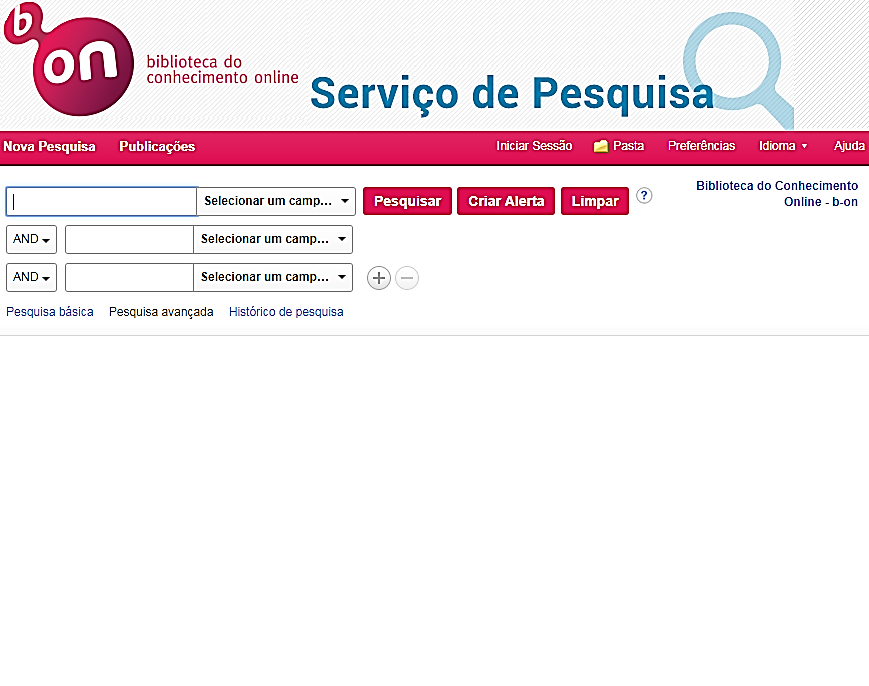 b
on
biblioteca do
conhecimento online
Serviço de Pesquisa
Nova Pesquisa Publicações Iniciar Sessão Pasta Preferências Idioma Ajuda
Selecionar um camp... Pesquisar Criar Alerta Limpar ?
Biblioteca do Conhecimento
Online - b-on
AND Selecionar um camp...
AND Selecionar um camp...
Pesquisa básica Pesquisa avançada Histórico de pesquisa